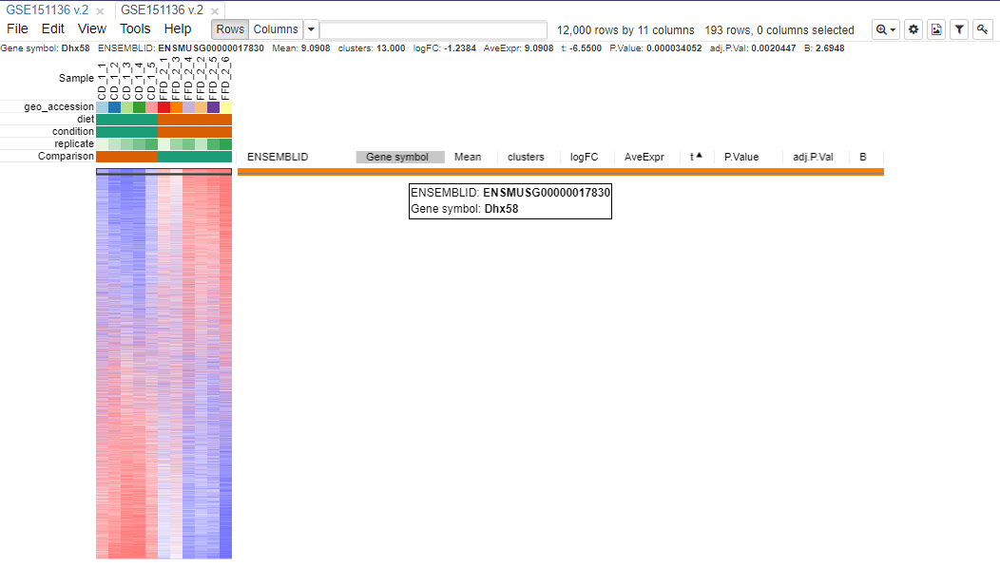 GSE151136 v.2 × GSE151136 v.2 ×
File Edit View Tools Help Rows Columns 12,000 rows by 11 columns 193 rows, 0 columns selected
Gene symbol: Dhx58 ENSEMBLID: ENSMUSG00000017830 Mean: 9.0908 clusters: 13.000 logFC: -1.2384 AveExpr: 9.0908 t: -6.5500 P.Value: 0.000034052 adj.P.Val: 0.0020447 B: 2.6948
Sample CD_1_1 CD_1_2 CD_1_3 CD_1_4 CD_1_5 FFD_2_1 FFD_2_3 FFD_2_4 FFD_2_2 FFD_2_5 FFD_2_6
geo_accession
diet
condition
replicate
Comparison ENSEMBLID Gene symbol Mean clusters logFC AveExpr t P.Value adj.P.Val B
ENSEMBLID: ENSMUSG00000017830
Gene symbol: Dhx58